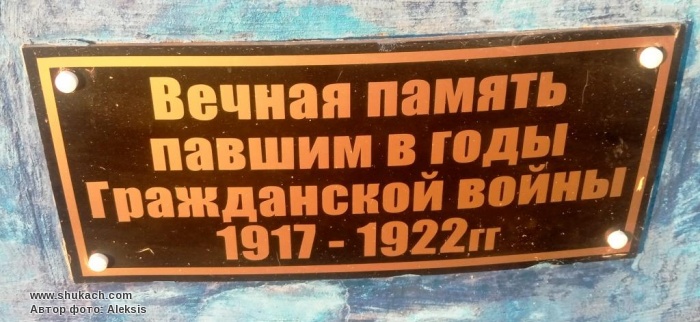 Вечная память
павшим в годы
Гражданской войны
1917 - 1922гг
www.shukach.com
Автор фото: Aleksis